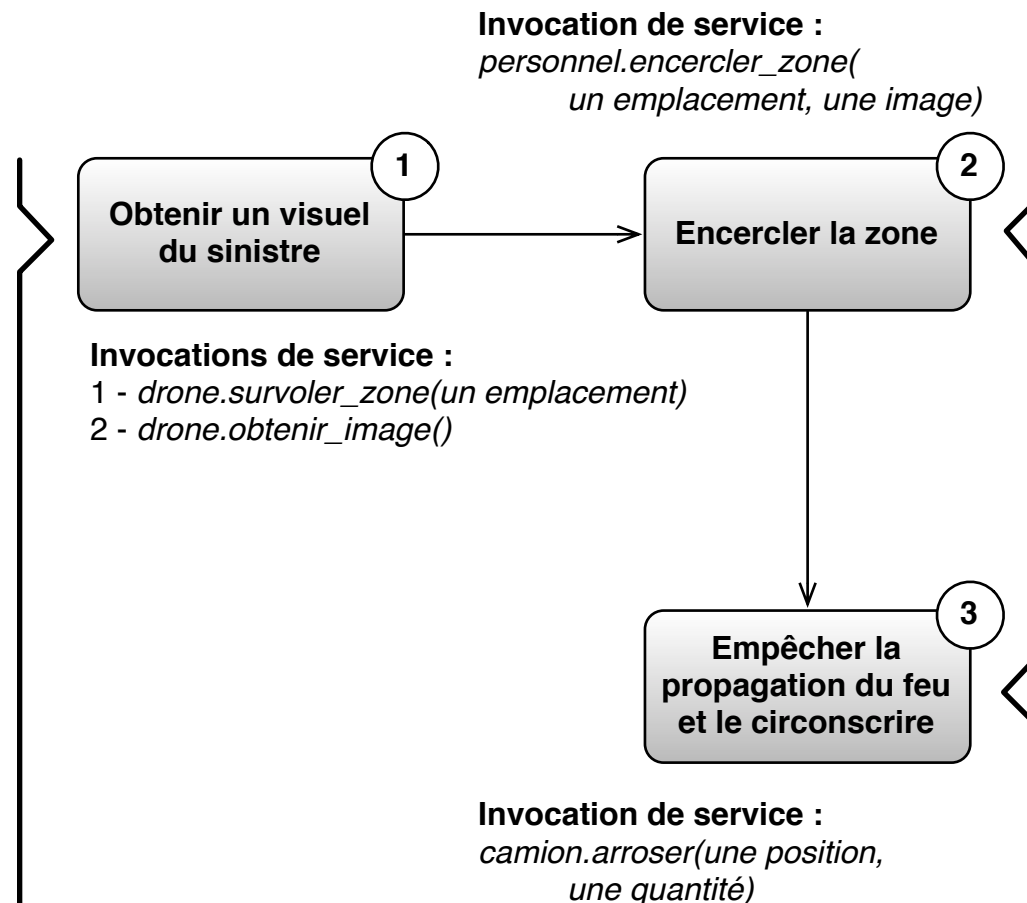 Invocation de service :
personnel.encercler_zone(
un emplacement, une image)
1
Obtenir un visuel
du sinistre
2
Encercler la zone
Invocations de service :
1 - drone.survoler_zone(un emplacement)
2 - drone.obtenir_image()
3
Empêcher la
propagation du feu
et le circonscrire
Invocation de service :
camion.arroser(une position,
une quantité)